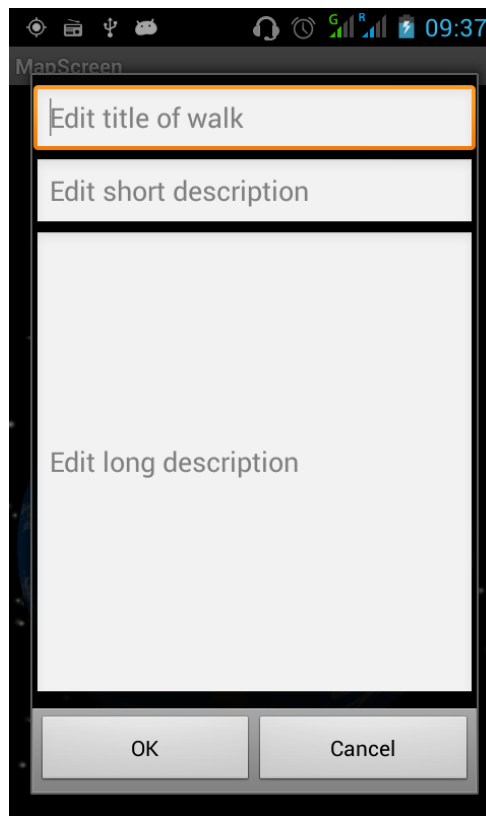 G R 09:37
MapScreen
Edit title of walk
Edit short description
Edit long description
OK Cancel